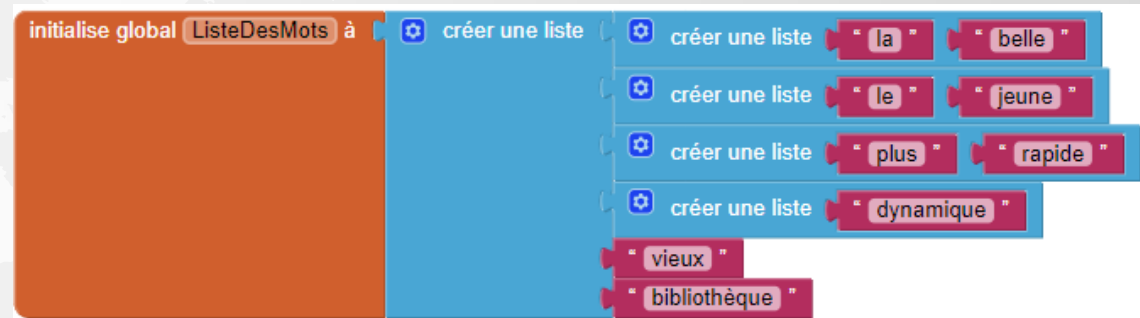 initialise global ListeDesMots à créer une liste créer une liste “ la ” “ belle ”
créer une liste “ le ” “ jeune ”
créer une liste “ plus ” “ rapide ”
créer une liste “ dynamique ”
“ vieux ”
“ bibliothèque ”